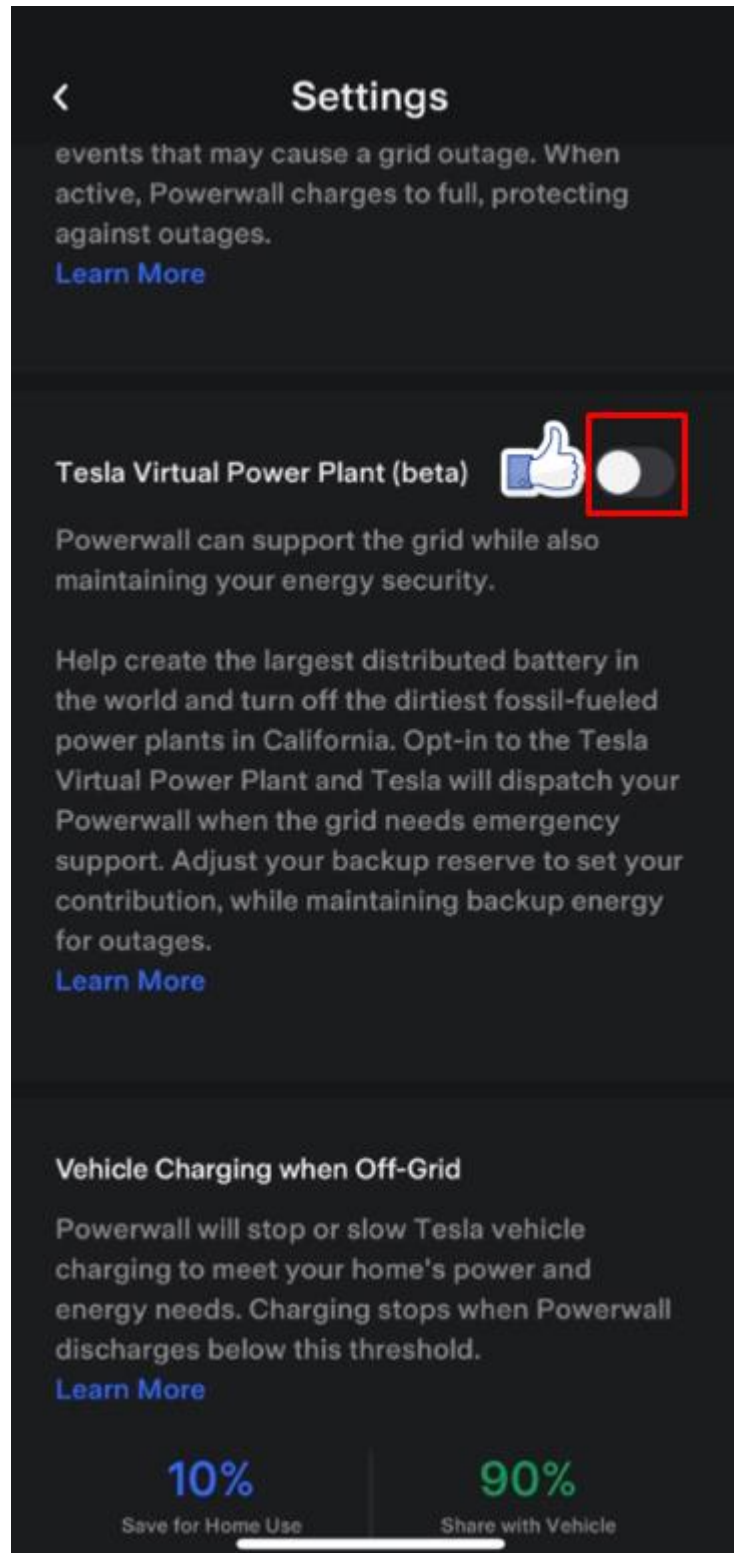 Settings
events that may cause a grid outage. When
active, Powerwall charges to full, protecting
against outages.
Learn More
Tesla Virtual Power Plant (beta)
Powerwall can support the grid while also
maintaining your energy security.
Help create the largest distributed battery in
the world and turn off the dirtiest fossil-fueled
power plants in California. Opt-in to the Tesla
Virtual Power Plant and Tesla will dispatch your
Powerwall when the grid needs emergency
support. Adjust your backup reserve to set your
contribution, while maintaining backup energy
for outages.
Learn More
Vehicle Charging when Off-Grid
Powerwall will stop or slow Tesla vehicle
charging to meet your home's power and
energy needs. Charging stops when Powerwall
discharges below this threshold.
Learn More
10% 90%
Save for Home Use Share with Vehicle